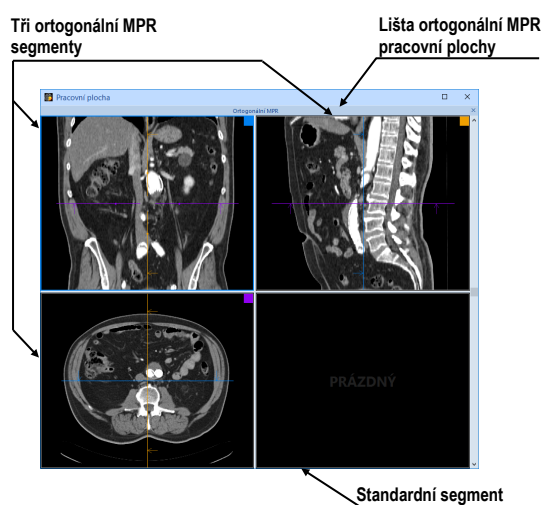 Tři ortogonální MPR
segmenty
Lišta ortogonální MPR
pracovní plochy
Pracovní plocha
Ortogonální MPR
PRÁZDNÝ
Standardní segment